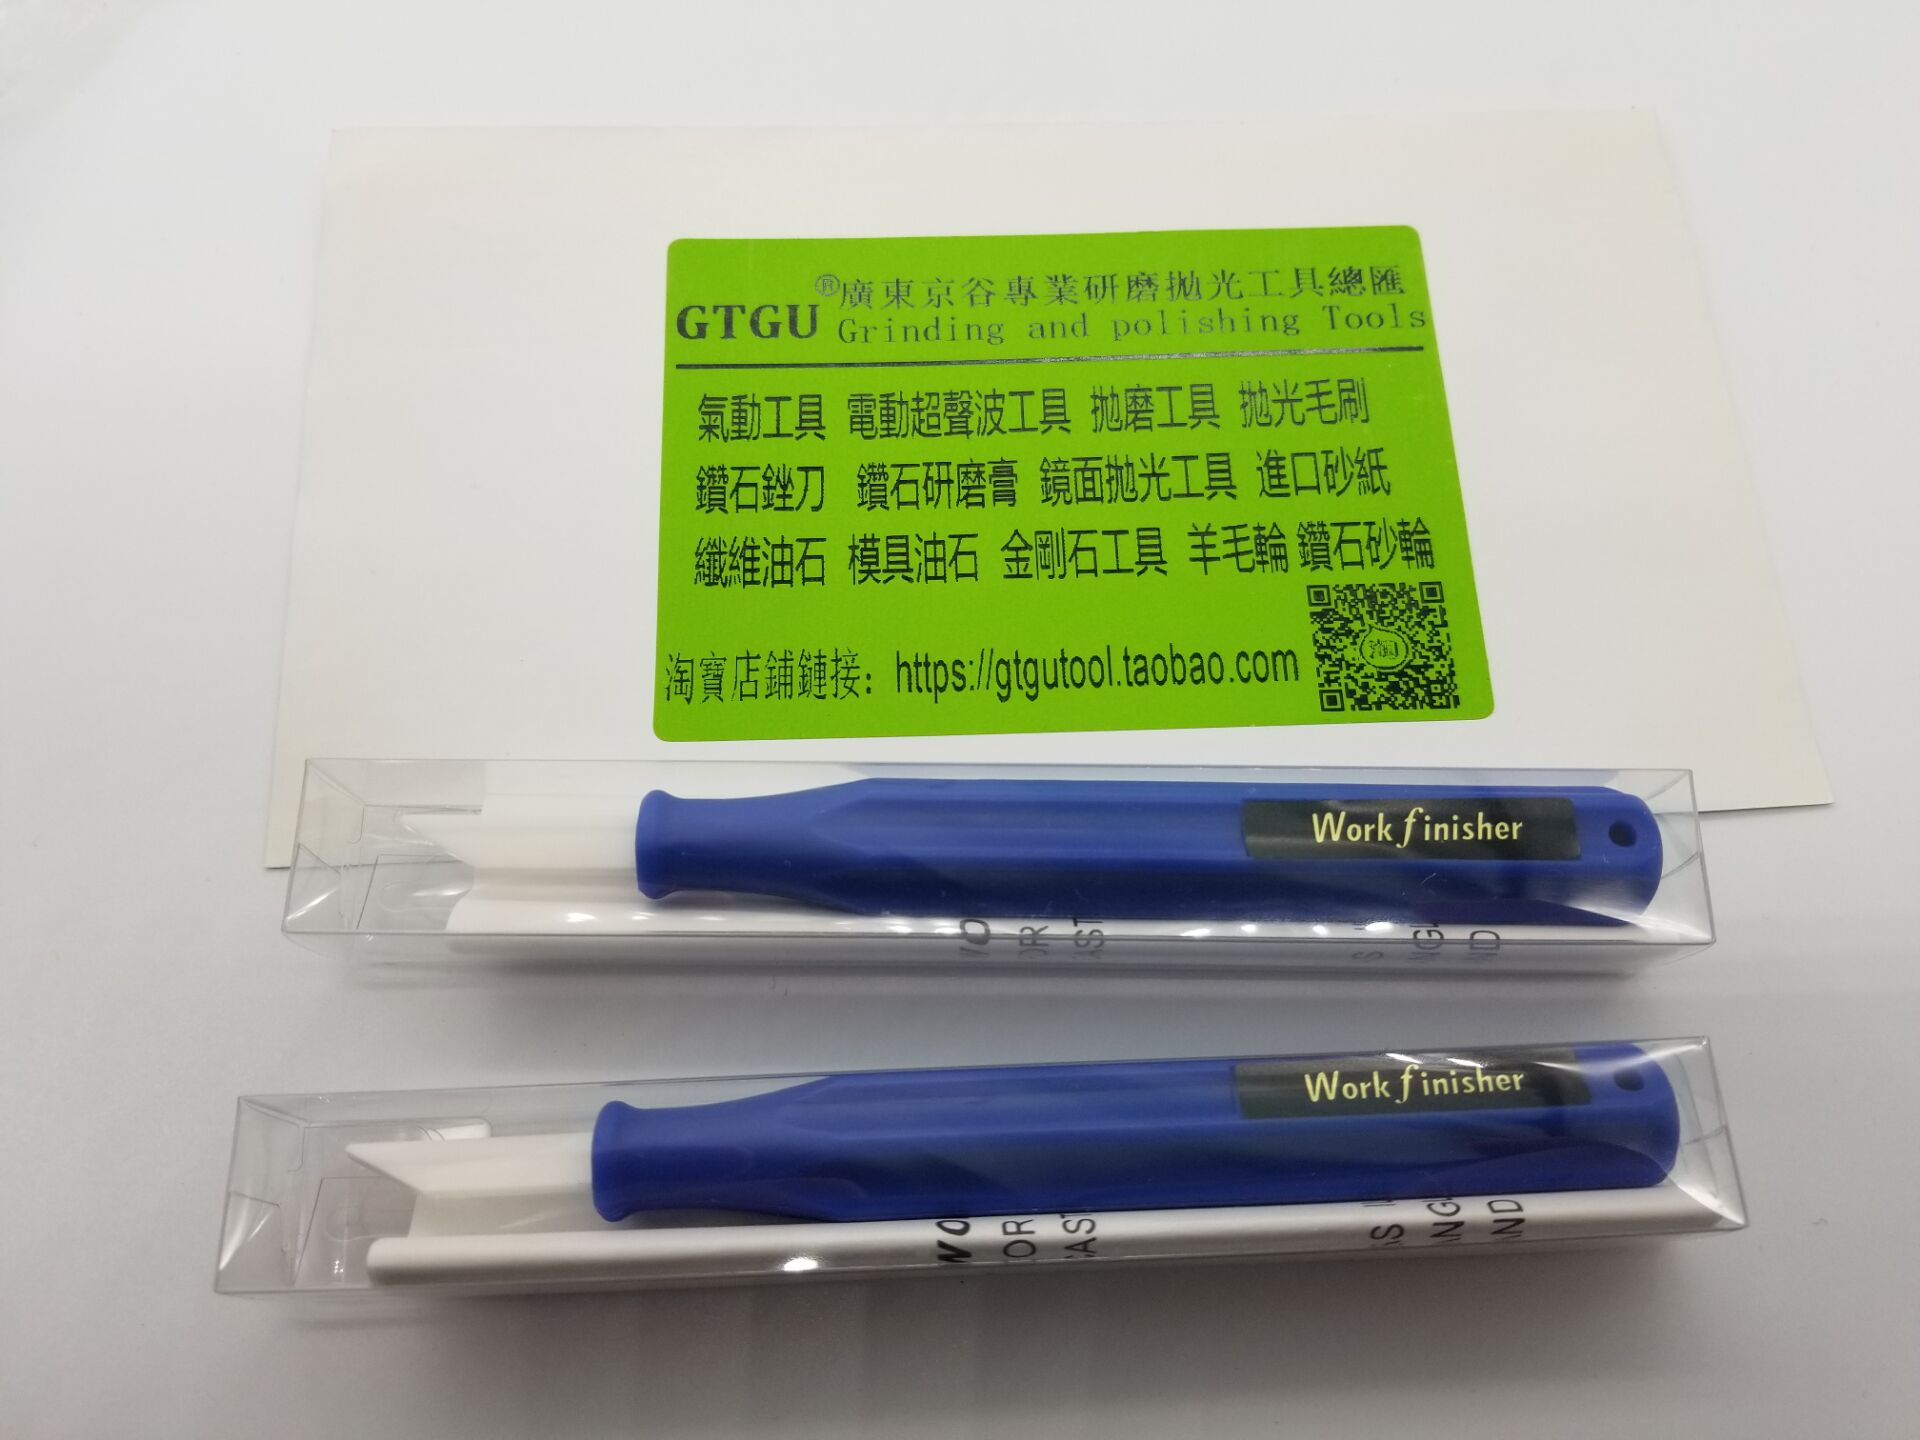 GTGU®廣東京谷專業研磨抛光工具總匯
Grinding and polishing Tools
氣動工具 電動超聲波工具 抛磨工具 抛光毛刷
鑽石銼刀 鑽石研磨膏 鏡面抛光工具 進口砂紙
纖維油石 模具油石 金剛石工具 羊毛輪 鑽石砂輪
淘寶店鋪鏈接：https://gtgutool.taobao.com
Work finisher
Work finisher